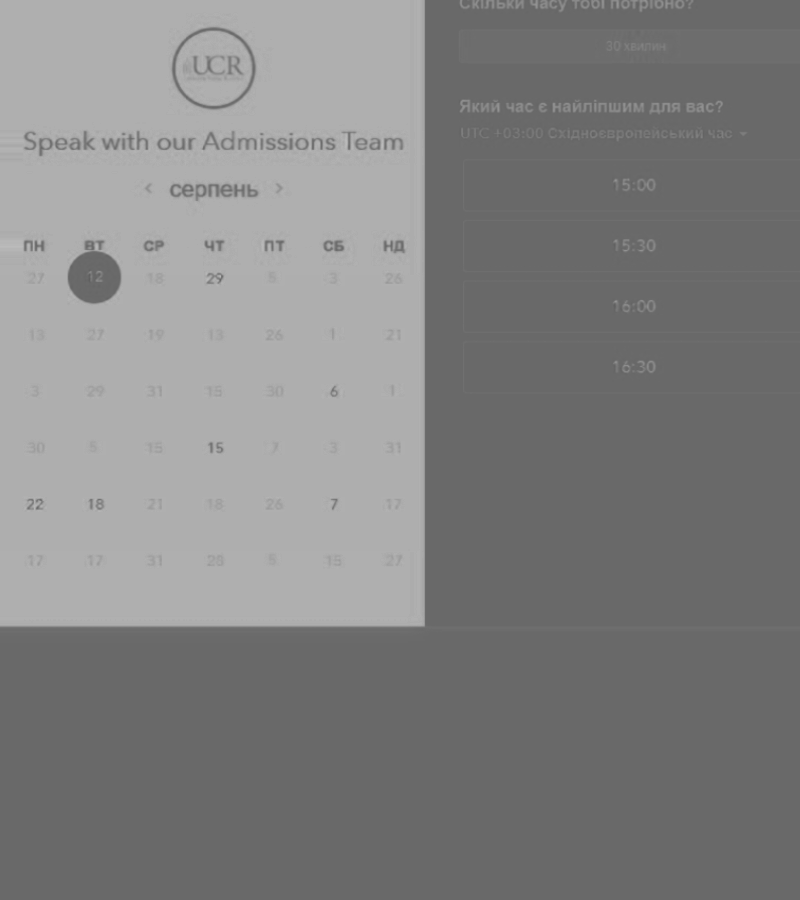 UCR
Speak with our Admissions Team
< серпень >
ПН ВТ СР ЧТ ПТ СБ НД
27 12 18 29 5 3 26
13 27 19 13 26 1 21
3 29 31 15 30 6 1
30 5 15 15 7 3 31
22 18 21 18 26 7 17
17 17 31 28 5 15 27
Скільки часу тобі потрібно?
30 хвилин
Який час є найліпшим для вас?
UTC +03:00 Східноєвропейський час
15:00
15:30
16:00
16:30